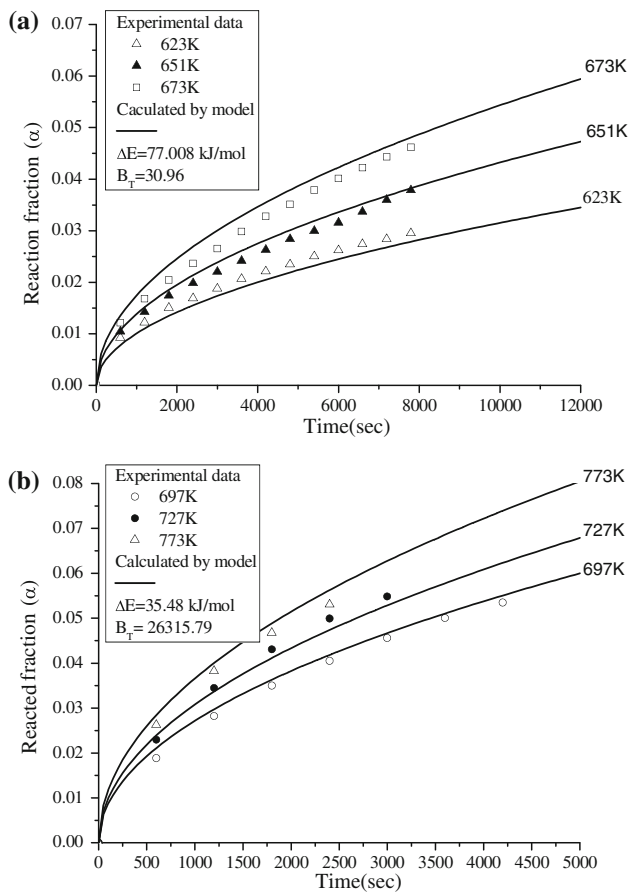 (a)
Experimental data
623K
651K
673K
Caculated by model
ΔE=77.008 kJ/mol
B_T=30.96
673K
651K
623K
0.07
0.06
0.05
0.04
0.03
0.02
0.01
0.00
Reaction fraction (α)
0 2000 4000 6000 8000 10000 12000
Time(sec)
(b)
Experimental data
697K
727K
773K
Calculated by model
ΔE=35.48 kJ/mol
B_T= 26315.79
773K
727K
697K
0.08
0.07
0.06
0.05
0.04
0.03
0.02
0.01
0.00
Reacted fraction (α)
0 500 1000 1500 2000 2500 3000 3500 4000 4500 5000
Time(sec)